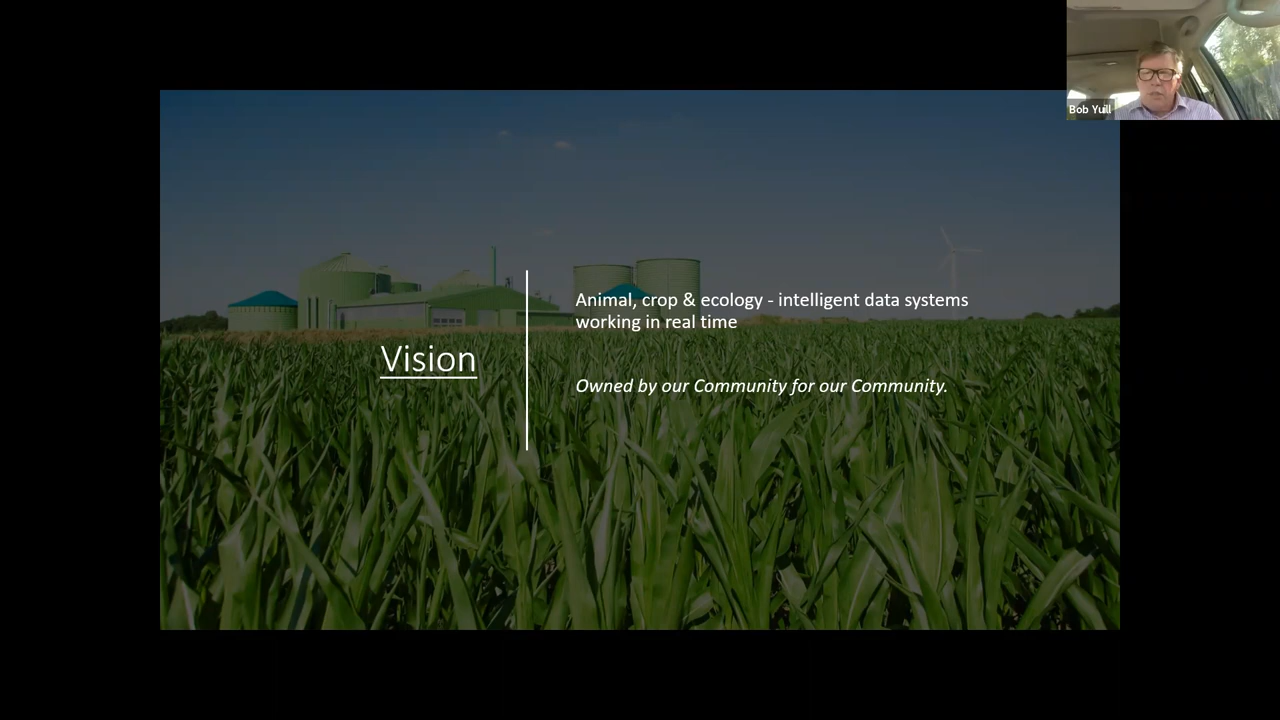 Bob Yuill
Vision
Animal, crop & ecology - intelligent data systems
working in real time
Owned by our Community for our Community.